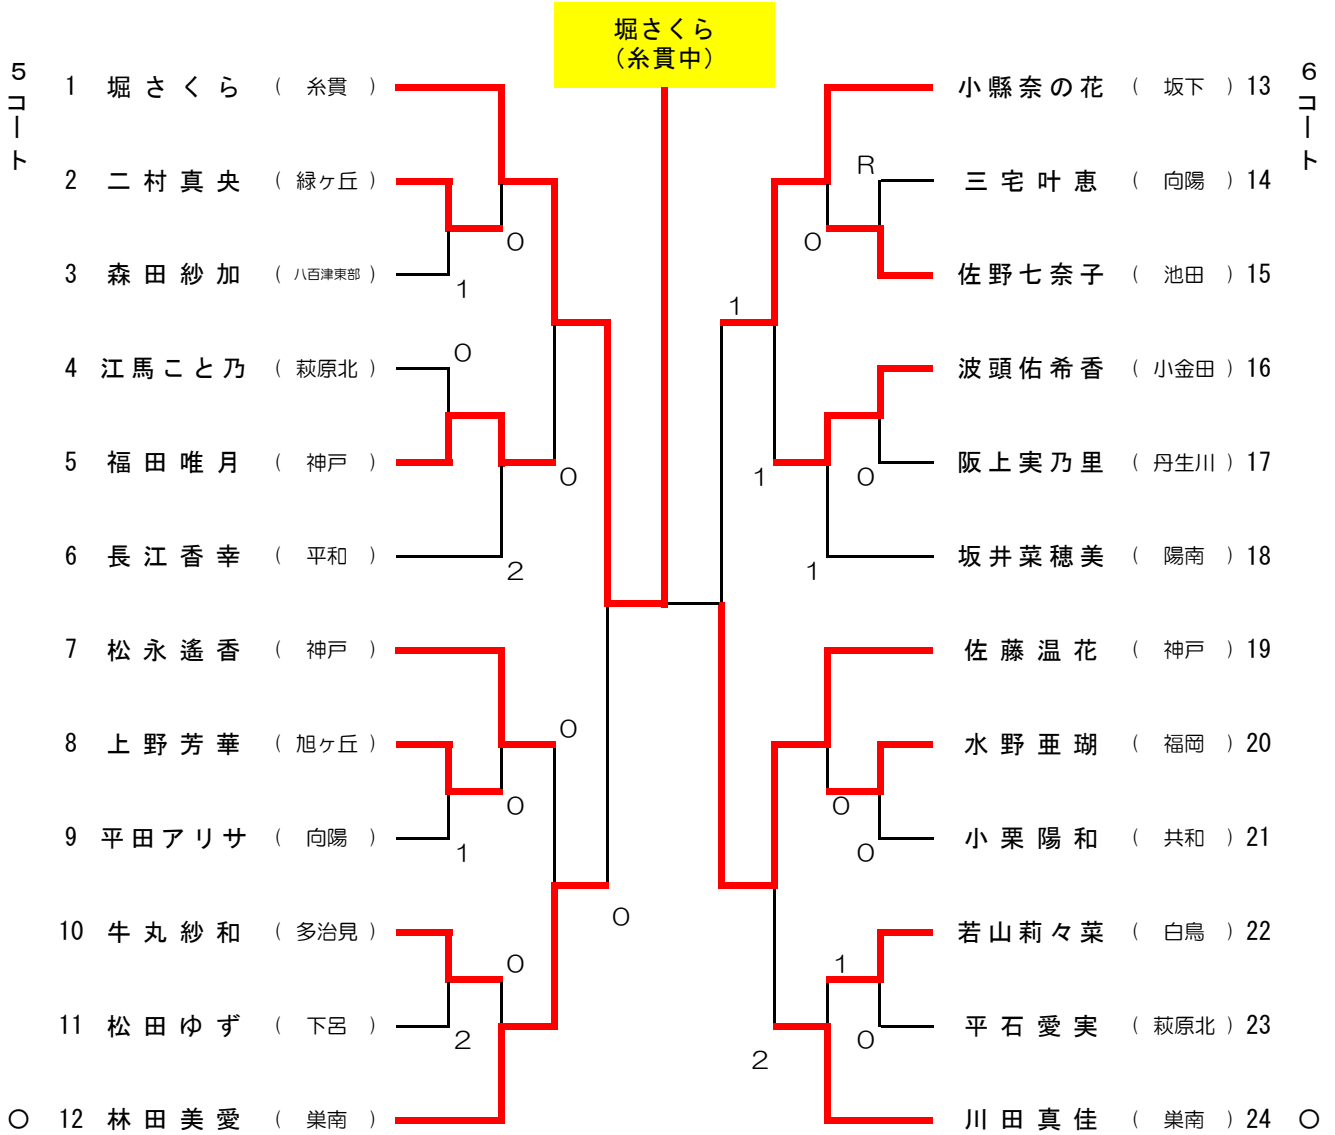 堀さくら
（糸貫中）
5コート
6コート
1 堀さくら （ 糸貫 ）
2 二村真央 （ 緑ヶ丘 ）
3 森田紗加 （ 八百津東部 ）
4 江馬こと乃 （ 萩原北 ）
5 福田唯月 （ 神戸 ）
6 長江香幸 （ 平和 ）
7 松永遙香 （ 神戸 ）
8 上野芳華 （ 旭ヶ丘 ）
9 平田アリサ （ 向陽 ）
10 牛丸紗和 （ 多治見 ）
11 松田ゆず （ 下呂 ）
○ 12 林田美愛 （ 巣南 ）
0
1
0
0
2
0
0
1
0
2
0
小縣奈の花 （ 坂下 ） 13
三宅叶恵 （ 向陽 ） 14
佐野七奈子 （ 池田 ） 15
波頭佑希香 （ 小金田 ） 16
阪上実乃里 （ 丹生川 ） 17
坂井菜穂美 （ 陽南 ） 18
佐藤温花 （ 神戸 ） 19
水野亜瑚 （ 福岡 ） 20
小栗陽和 （ 共和 ） 21
若山莉々菜 （ 白鳥 ） 22
平石愛実 （ 萩原北 ） 23
川田真佳 （ 巣南 ） 24 ○
R
0
1
1
0
1
0
0
1
0
2